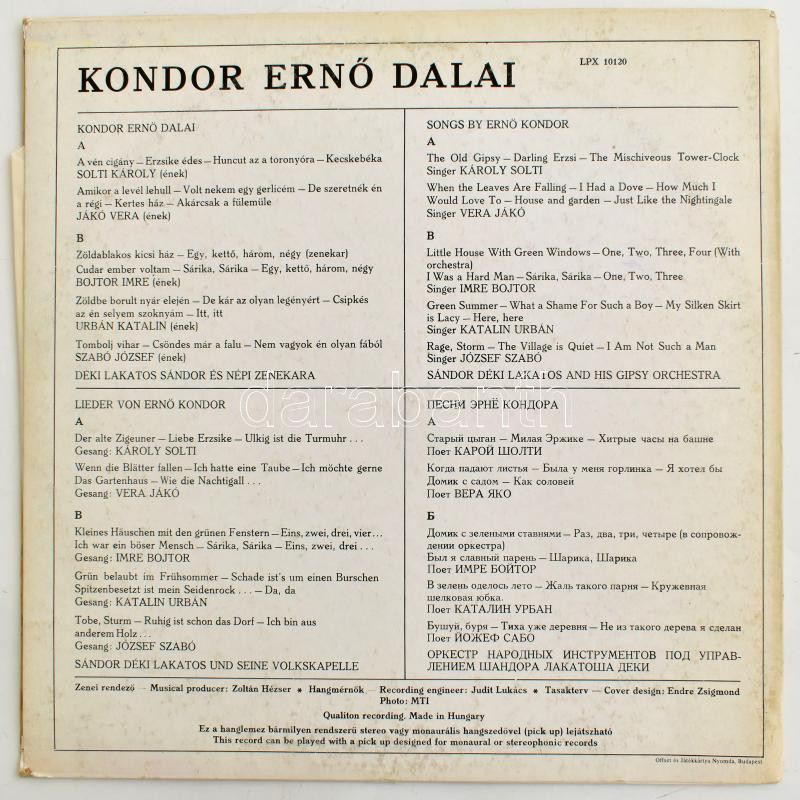 KONDOR ERNŐ DALAI
LPX 10120
KONDOR ERNŐ DALAI
A
A vén cigány — Erzsike édes — Huncut az a toronyóra — Kecskebéka
SOLTI KÁROLY (ének)
Amikor a levél lehull — Volt nekem egy gerlicém — De szeretnék én
a régi — Kertes ház — Akárcsak a fülemüle
JÁKÓ VERA (ének)
B
Zöldablakos kicsi ház — Egy, kettő, három, négy (zenekar)
Cudar ember voltam — Sárika, Sárika — Egy, kettő, három, négy
BOJTOR IMRE (ének)
Zöldbe borult nyár elején — De kár az olyan legényért — Csipkés
az én selyem szoknyám — Itt, itt
URBÁN KATALIN (ének)
Tombolj vihar — Csöndes már a falu — Nem vagyok én olyan fából
SZABÓ JÓZSEF (ének)
DÉKI LAKATOS SÁNDOR ÉS NÉPI ZENEKARA
SONGS BY ERNŐ KONDOR
A
The Old Gipsy — Darling Erzsi — The Mischiveous Tower-Clock
Singer KÁROLY SOLTI
When the Leaves Are Falling — I Had a Dove — How Much I
Would Love To — House and garden — Just Like the Nightingale
Singer VERA JÁKÓ
B
Little House With Green Windows — One, Two, Three, Four (With
orchestra)
I Was a Hard Man — Sárika, Sárika — One, Two, Three
Singer IMRE BOJTOR
Green Summer — What a Shame For Such a Boy — My Silken Skirt
is Lacy — Here, here
Singer KATALIN URBÁN
Rage, Storm — The Village is Quiet — I Am Not Such a Man
Singer JÓZSEF SZABÓ
SÁNDOR DÉKI LAKATOS AND HIS GIPSY ORCHESTRA
darabanth
LIEDER VON ERNŐ KONDOR
A
Der alte Zigeuner — Liebe Erzsike — Ulkig ist die Turmuhr . . .
Gesang: KÁROLY SOLTI
Wenn die Blätter fallen — Ich hatte eine Taube — Ich möchte gerne
Das Gartenhaus — Wie die Nachtigall . . .
Gesang: VERA JÁKÓ
B
Kleines Häuschen mit den grünen Fenstern — Eins, zwei, drei, vier...
Ich war ein böser Mensch — Sárika, Sárika — Eins, zwei, drei . . .
Gesang: IMRE BOJTOR
Grün belaubt im Frühsommer — Schade ist's um einen Burschen
Spitzenbesetzt ist mein Seidenrock . . . — Da, da
Gesang: KATALIN URBÁN
Tobe, Sturm — Ruhig ist schon das Dorf — Ich bin aus
anderem Holz . . .
Gesang: JÓZSEF SZABÓ
SÁNDOR DÉKI LAKATOS UND SEINE VOLKSKAPELLE
ПЕСНИ ЭРНЁ КОНДОРА
А
Старый цыган — Милая Эржике — Хитрые часы на башне
Поет КАРОЙ ШОЛТИ
Когда падают листья — Была у меня горлинка — Я хотел бы
Домик с садом — Как соловей
Поет ВЕРА ЯКО
Б
Домик с зелеными ставнями — Раз, два, три, четыре (в сопровож-
дении оркестра)
Был я славный парень — Шарика, Шарика
Поет ИМРЕ БОЙТОР
В зелень оделось лето — Жаль такого парня — Кружевная
шелковая юбка.
Поет КАТАЛИН УРБАН
Бушуй, буря — Тиха уже деревня — Не из такого дерева я сделан
Поет ЙОЖЕФ САБО
ОРКЕСТР НАРОДНЫХ ИНСТРУМЕНТОВ ПОД УПРАВ-
ЛЕНИЕМ ШАНДОРА ЛАКАТОША ДЕКИ
Zenei rendező — Musical producer: Zoltán Hézser ★ Hangmérnök — Recording engineer: Judit Lukács ★ Tasakterv — Cover design: Endre Zsigmond
Photo: MTI
Qualiton recording. Made in Hungary
Ez a hanglemez bármilyen rendszerű stereo vagy monaurális hangszedővel (pick up) lejátszható
This record can be played with a pick up designed for monaural or stereophonic records
Offset és Játékkártya Nyomda, Budapest